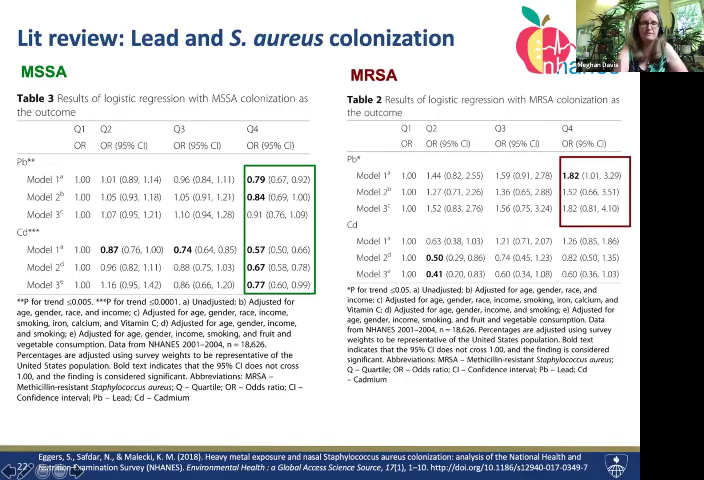 Lit review: Lead and S. aureus colonization
MSSA
Table 3 Results of logistic regression with MSSA colonization as
the outcome
Q1 Q2 Q3 Q4
OR OR (95% CI) OR (95% CI) OR (95% CI)
Pb**
Model 1a 1.00 1.01 (0.89, 1.14) 0.96 (0.84, 1.11) 0.79 (0.67, 0.92)
Model 2b 1.00 1.05 (0.93, 1.18) 1.05 (0.91, 1.21) 0.84 (0.69, 1.00)
Model 3c 1.00 1.07 (0.95, 1.21) 1.10 (0.94, 1.28) 0.91 (0.76, 1.09)
Cd***
Model 1a 1.00 0.87 (0.76, 1.00) 0.74 (0.64, 0.85) 0.57 (0.50, 0.66)
Model 2d 1.00 0.96 (0.82, 1.11) 0.88 (0.75, 1.03) 0.67 (0.58, 0.78)
Model 3e 1.00 1.16 (0.95, 1.42) 0.86 (0.66, 1.20) 0.77 (0.60, 0.99)
**P for trend ≤0.005. ***P for trend ≤0.0001. a) Unadjusted; b) Adjusted for
age, gender, race, and income; c) Adjusted for age, gender, race, income,
smoking, iron, calcium, and Vitamin C; d) Adjusted for age, gender, income,
and smoking; e) Adjusted for age, gender, income, smoking, and fruit and
vegetable consumption. Data from NHANES 2001–2004, n = 18,626.
Percentages are adjusted using survey weights to be representative of the
United States population. Bold text indicates that the 95% CI does not cross
1.00, and the finding is considered significant. Abbreviations: MRSA –
Methicillin-resistant Staphylococcus aureus; Q – Quartile; OR – Odds ratio; CI –
Confidence interval; Pb – Lead; Cd – Cadmium
MRSA
Table 2 Results of logistic regression with MRSA colonization as
the outcome
Q1 Q2 Q3 Q4
OR OR (95% CI) OR (95% CI) OR (95% CI)
Pb*
Model 1a 1.00 1.44 (0.82, 2.55) 1.59 (0.91, 2.78) 1.82 (1.01, 3.29)
Model 2b 1.00 1.27 (0.71, 2.26) 1.36 (0.65, 2.88) 1.52 (0.66, 3.51)
Model 3c 1.00 1.52 (0.83, 2.76) 1.56 (0.75, 3.24) 1.82 (0.81, 4.10)
Cd
Model 1a 1.00 0.63 (0.38, 1.03) 1.21 (0.71, 2.07) 1.26 (0.85, 1.86)
Model 2d 1.00 0.50 (0.29, 0.86) 0.74 (0.45, 1.23) 0.82 (0.50, 1.35)
Model 3e 1.00 0.41 (0.20, 0.83) 0.60 (0.34, 1.08) 0.60 (0.36, 1.03)
*P for trend ≤0.05. a) Unadjusted; b) Adjusted for age, gender, race, and
income; c) Adjusted for age, gender, race, income, smoking, iron, calcium, and
Vitamin C; d) Adjusted for age, gender, income, and smoking; e) Adjusted for
age, gender, income, smoking, and fruit and vegetable consumption. Data
from NHANES 2001–2004, n = 18,626. Percentages are adjusted using survey
weights to be representative of the United States population. Bold text
indicates that the 95% CI does not cross 1.00, and the finding is considered
significant. Abbreviations: MRSA – Methicillin-resistant Staphylococcus aureus;
Q – Quartile; OR – Odds ratio; CI – Confidence interval; Pb – Lead; Cd
– Cadmium
nhanes
Meghan Davis
Eggers, S., Safdar, N., & Malecki, K. M. (2018). Heavy metal exposure and nasal Staphylococcus aureus colonization: analysis of the National Health and
Nutrition Examination Survey (NHANES). Environmental Health : a Global Access Science Source, 17(1), 1–10. http://doi.org/10.1186/s12940-017-0349-7
22